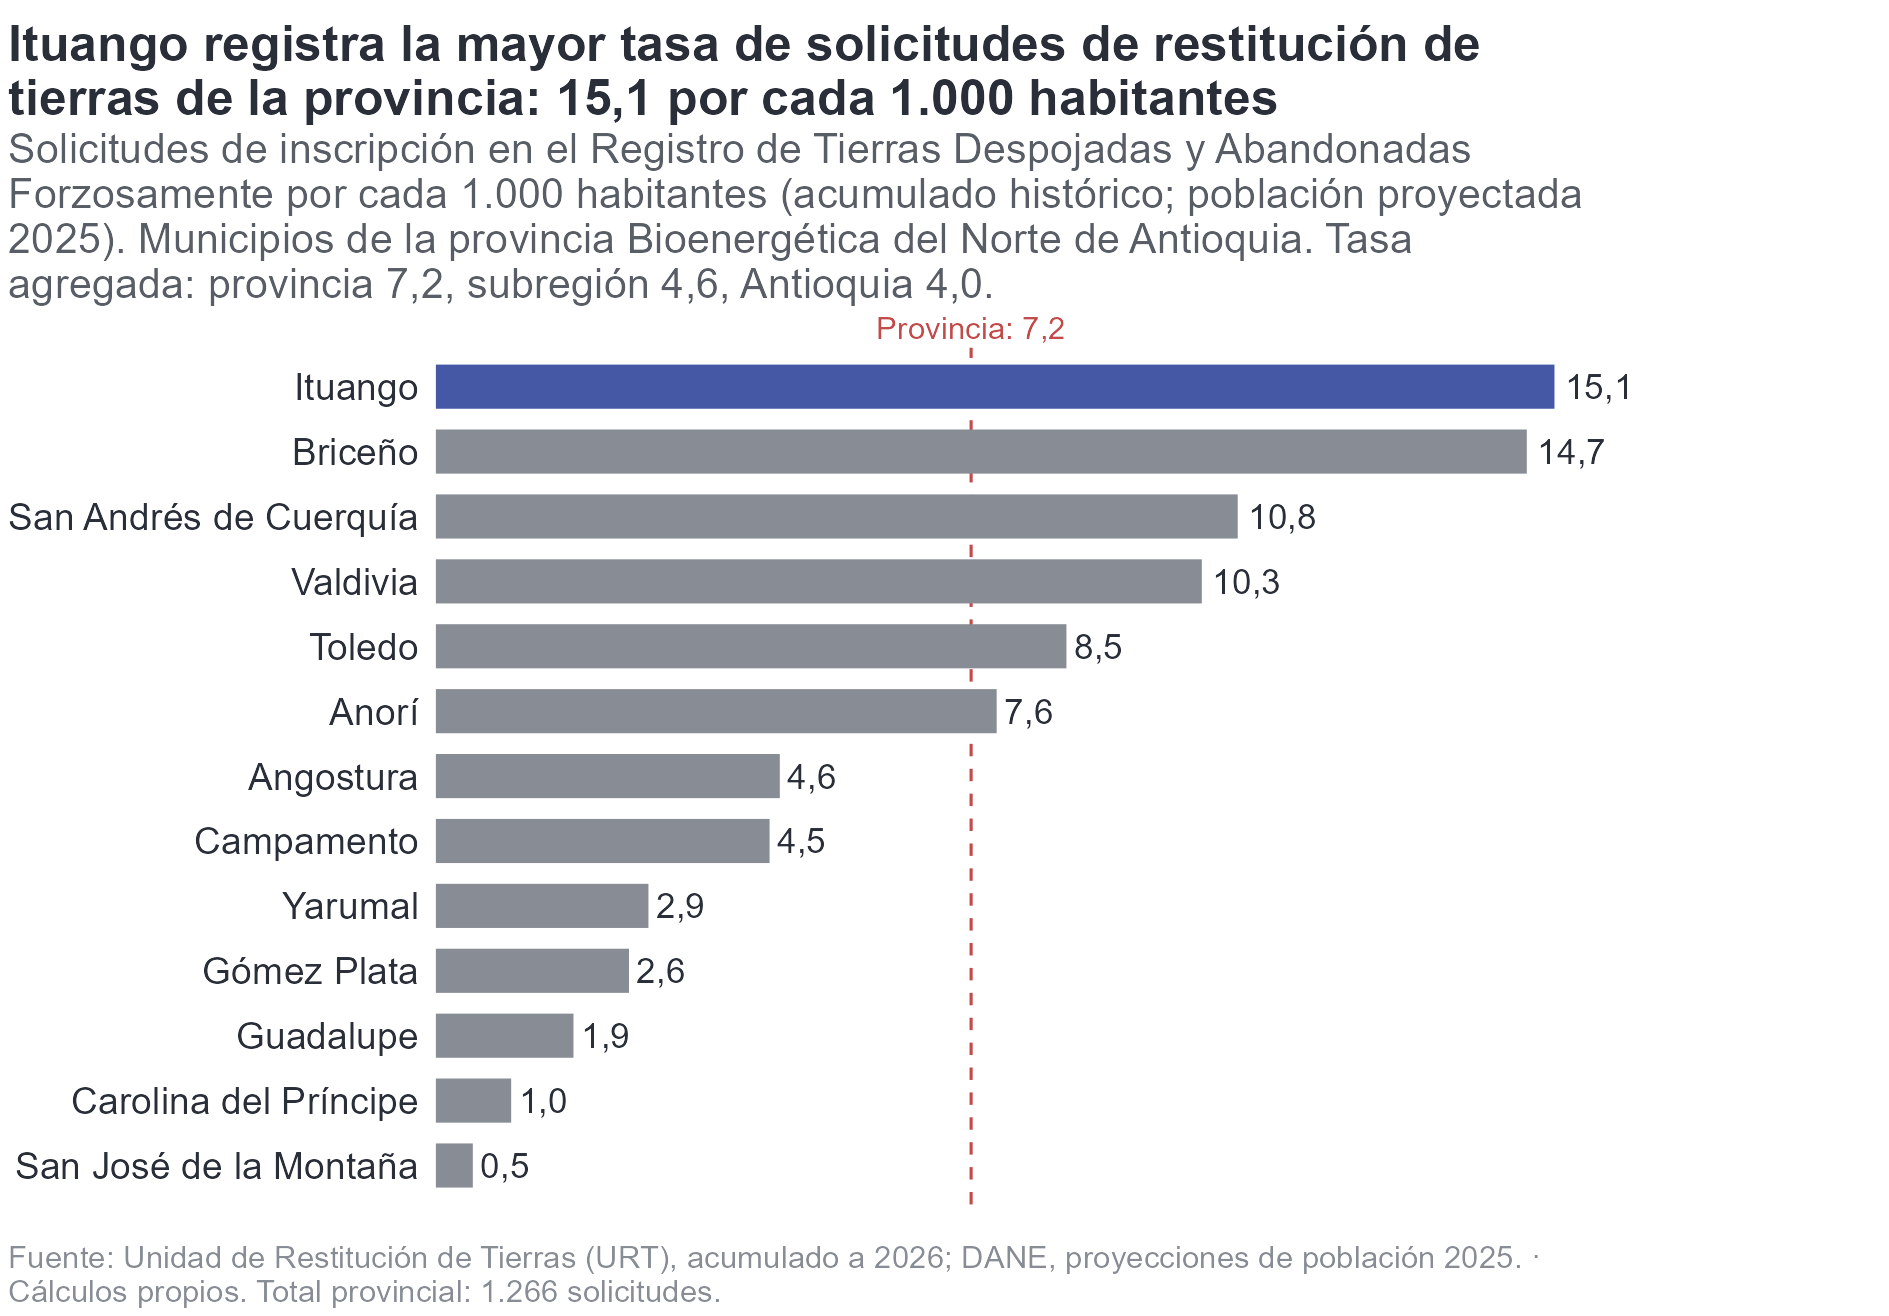 Ituango registra la mayor tasa de solicitudes de restitución de
tierras de la provincia: 15,1 por cada 1.000 habitantes
Solicitudes de inscripción en el Registro de Tierras Despojadas y Abandonadas
Forzosamente por cada 1.000 habitantes (acumulado histórico; población proyectada
2025). Municipios de la provincia Bioenergética del Norte de Antioquia. Tasa
agregada: provincia 7,2, subregión 4,6, Antioquia 4,0.
Provincia: 7,2
Ituango 15,1
Briceño 14,7
San Andrés de Cuerquía 10,8
Valdivia 10,3
Toledo 8,5
Anorí 7,6
Angostura 4,6
Campamento 4,5
Yarumal 2,9
Gómez Plata 2,6
Guadalupe 1,9
Carolina del Príncipe 1,0
San José de la Montaña 0,5
Fuente: Unidad de Restitución de Tierras (URT), acumulado a 2026; DANE, proyecciones de población 2025. ·
Cálculos propios. Total provincial: 1.266 solicitudes.